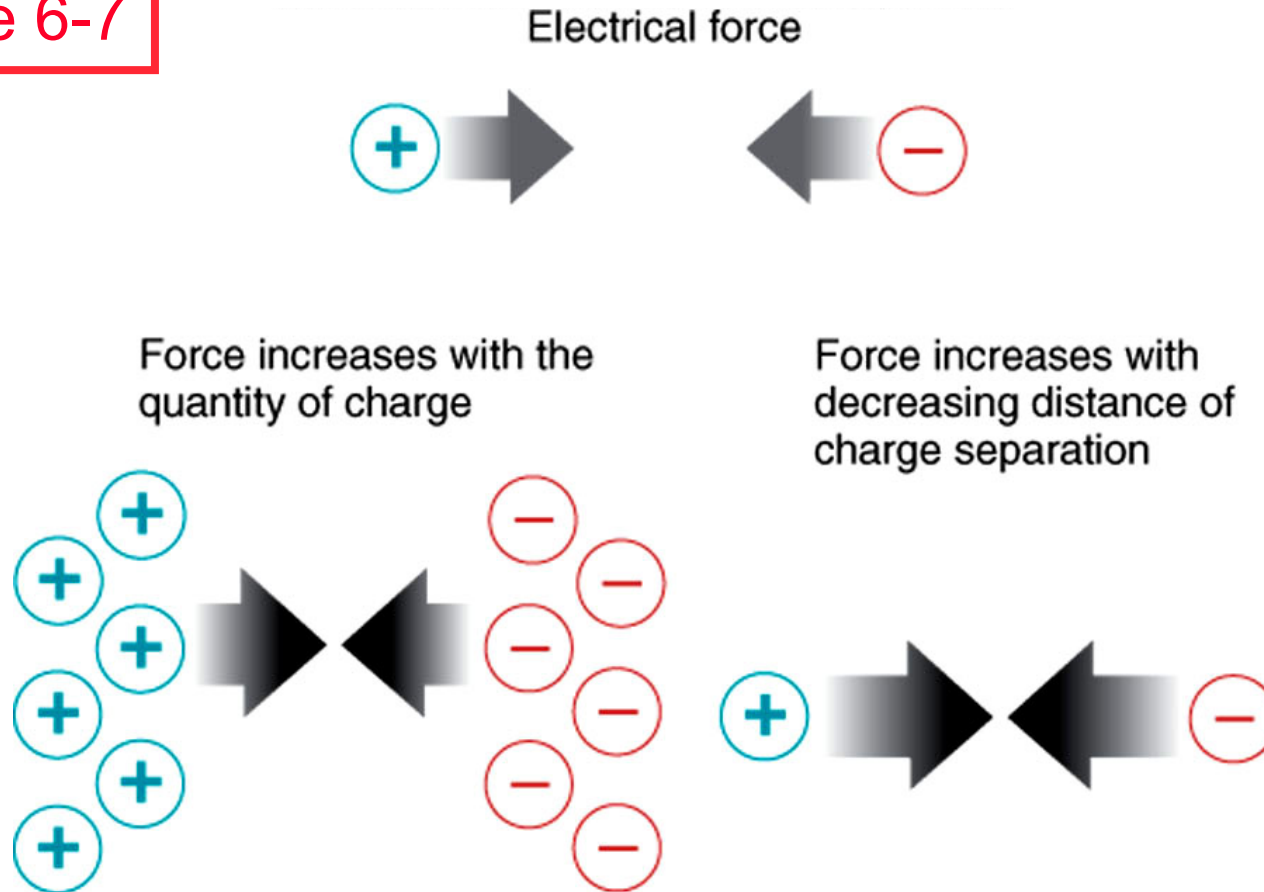 e 6-7
Electrical force
Force increases with the
quantity of charge
Force increases with
decreasing distance of
charge separation